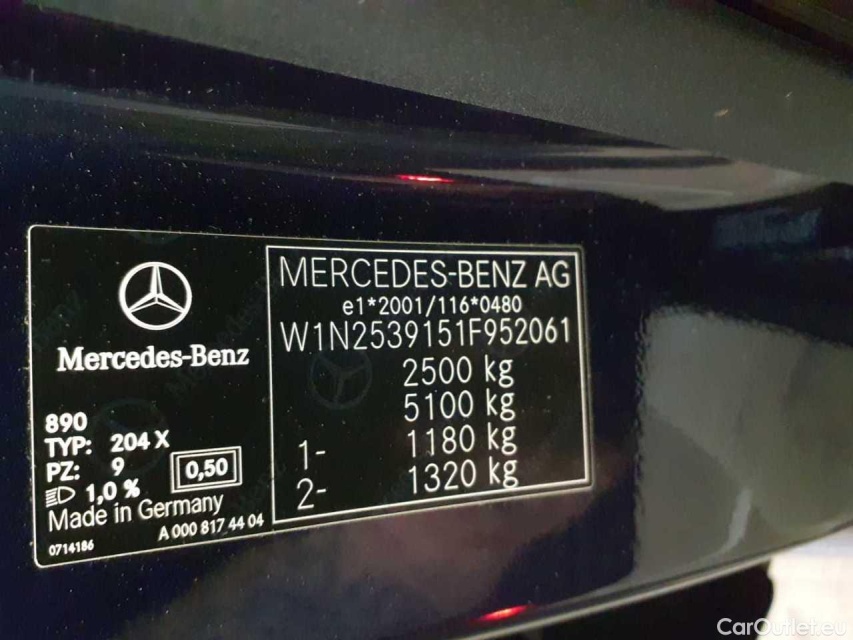 Mercedes-Benz
890
TYP: 204 X
PZ: 9
0,50
1,0 %
Made in Germany
A 000 817 44 04
0714186
MERCEDES-BENZ AG
e1*2001/116*0480
W1N2539151F952061
2500 kg
5100 kg
1- 1180 kg
2- 1320 kg
CarOutlet.eu